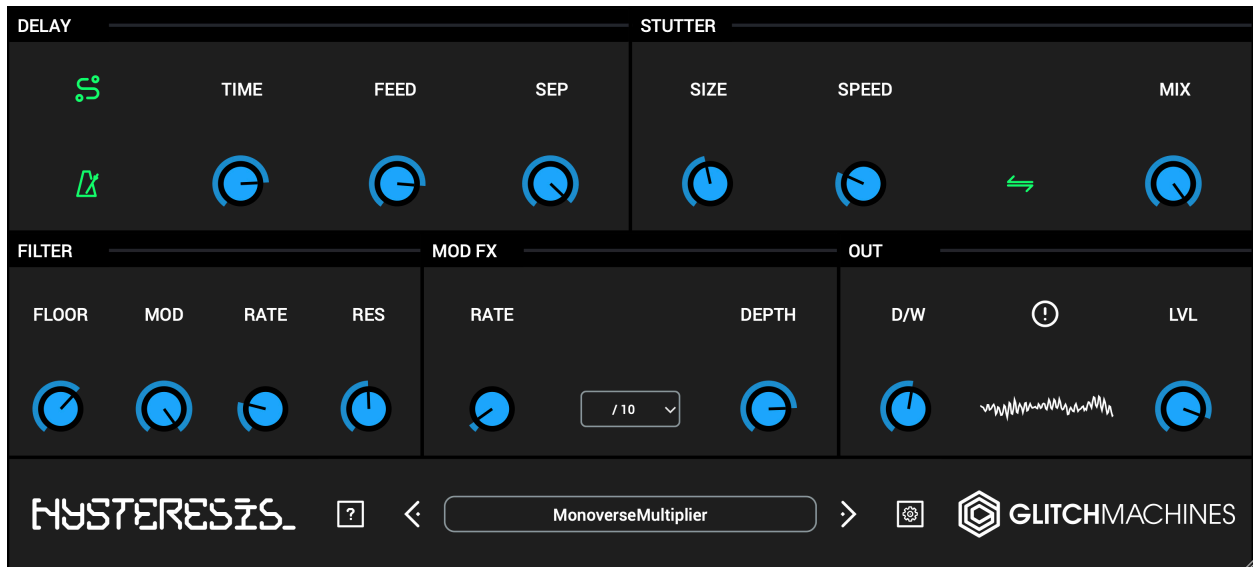 DELAY
STUTTER
TIME
FEED
SEP
SIZE
SPEED
MIX
FILTER
MOD FX
OUT
FLOOR
MOD
RATE
RES
RATE
DEPTH
D/W
LVL
/ 10
HYSTERESIS_
?
MonoverseMultiplier
GLITCHMACHINES